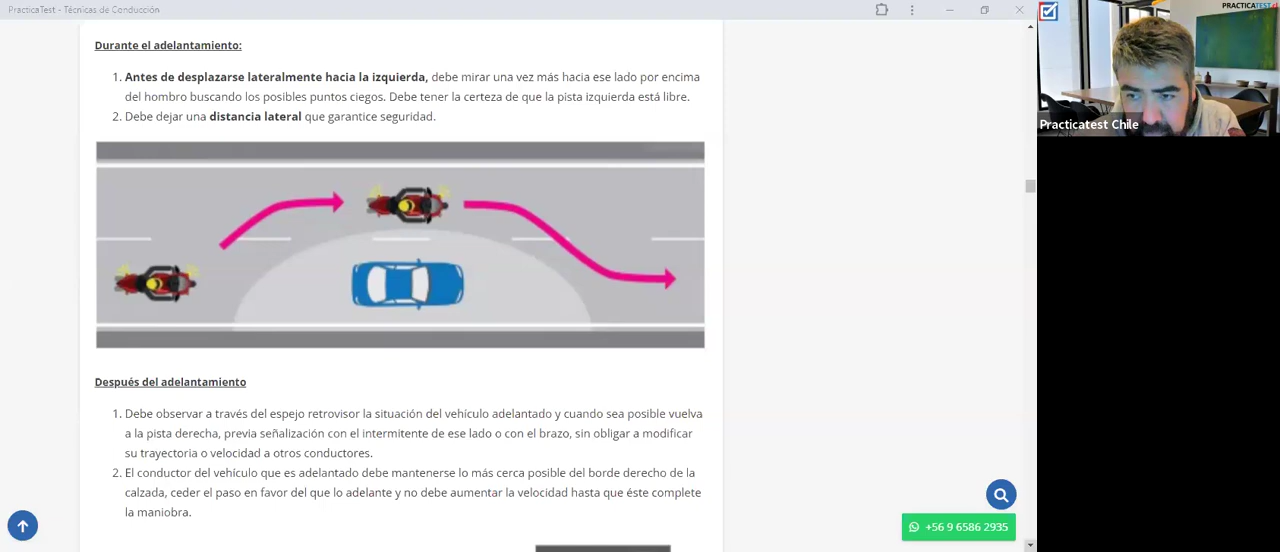 PracticaTest - Técnicas de Conducción
Durante el adelantamiento:
1. Antes de desplazarse lateralmente hacia la izquierda, debe mirar una vez más hacia ese lado por encima
del hombro buscando los posibles puntos ciegos. Debe tener la certeza de que la pista izquierda está libre.
2. Debe dejar una distancia lateral que garantice seguridad.
Después del adelantamiento
1. Debe observar a través del espejo retrovisor la situación del vehículo adelantado y cuando sea posible vuelva
a la pista derecha, previa señalización con el intermitente de ese lado o con el brazo, sin obligar a modificar
su trayectoria o velocidad a otros conductores.
2. El conductor del vehículo que es adelantado debe mantenerse lo más cerca posible del borde derecho de la
calzada, ceder el paso en favor del que lo adelante y no debe aumentar la velocidad hasta que éste complete
la maniobra.
+56 9 6586 2935
PRACTICATEST.cl
Practicatest Chile